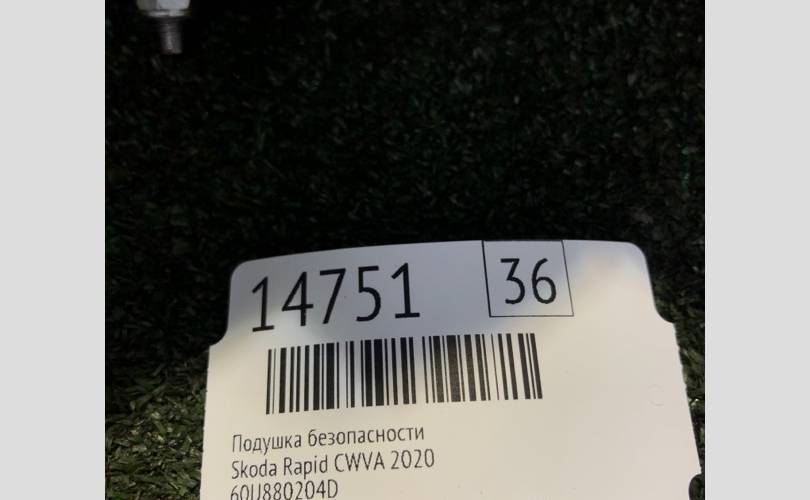 14751 36
Подушка безопасности
Skoda Rapid CWVA 2020
60U880204D